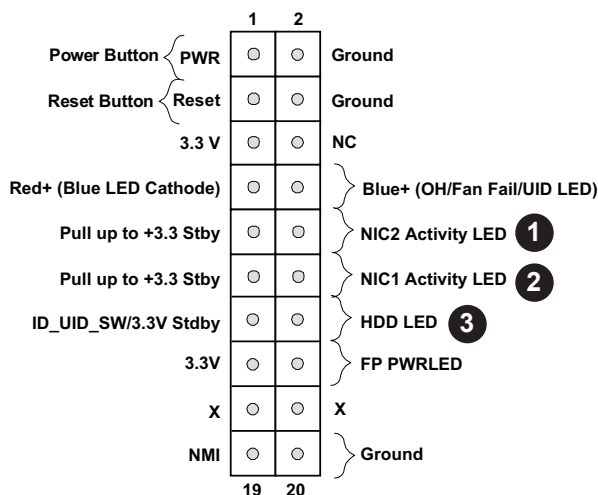 1 2
Power Button PWR Ground
Reset Button Reset Ground
3.3 V NC
Red+ (Blue LED Cathode) Blue+ (OH/Fan Fail/UID LED)
Pull up to +3.3 Stby NIC2 Activity LED 1
Pull up to +3.3 Stby NIC1 Activity LED 2
ID_UID_SW/3.3V Stdby HDD LED 3
3.3V FP PWRLED
X X
NMI Ground
19 20